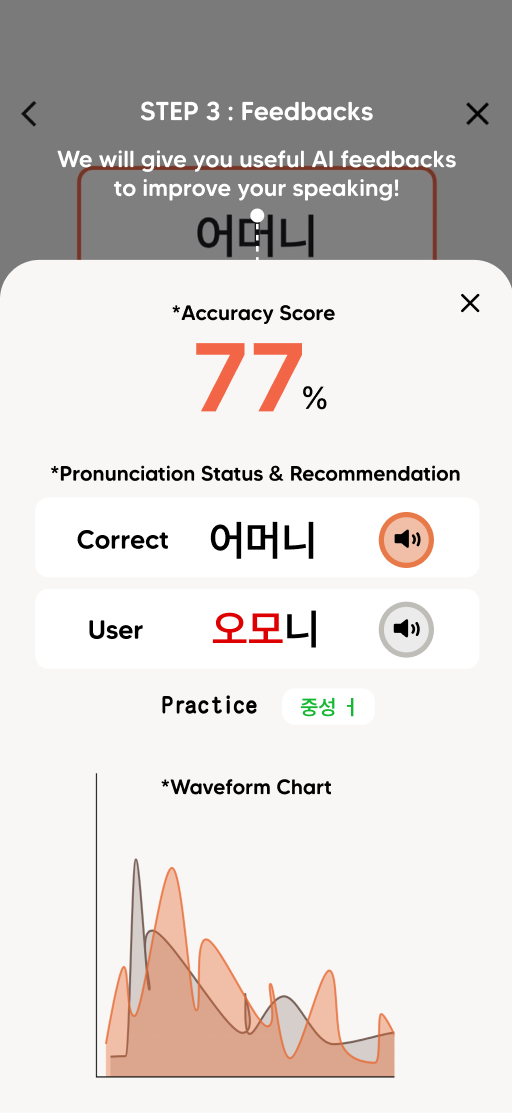 STEP 3 : Feedbacks
We will give you useful AI feedbacks
to improve your speaking!
어머니
*Accuracy Score
77%
*Pronunciation Status & Recommendation
Correct 어머니
User 오모니
Practice 중성 ㅓ
*Waveform Chart